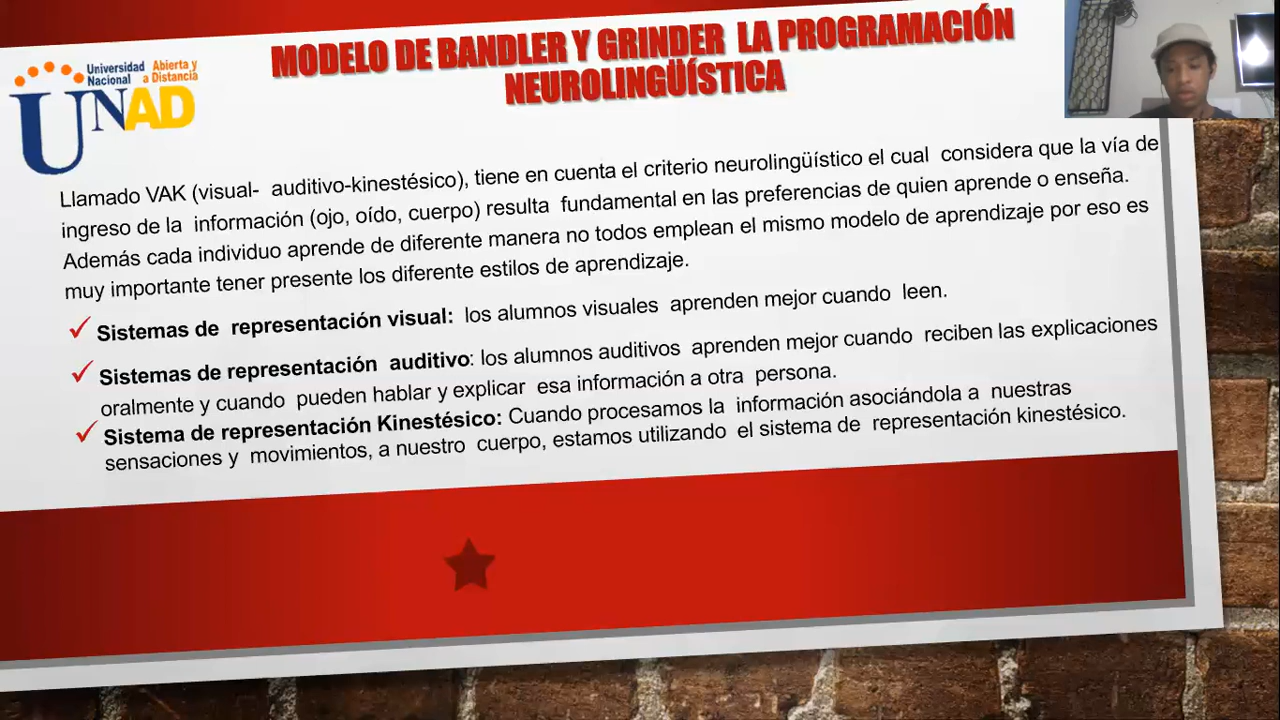 MODELO DE BANDLER Y GRINDER LA PROGRAMACIÓN
NEUROLINGÜÍSTICA
Universidad Abierta y
Nacional a Distancia
UNAD
Llamado VAK (visual- auditivo-kinestésico), tiene en cuenta el criterio neurolingüístico el cual considera que la vía de
ingreso de la información (ojo, oído, cuerpo) resulta fundamental en las preferencias de quien aprende o enseña.
Además cada individuo aprende de diferente manera no todos emplean el mismo modelo de aprendizaje por eso es
muy importante tener presente los diferente estilos de aprendizaje.
Sistemas de representación visual: los alumnos visuales aprenden mejor cuando leen.
Sistemas de representación auditivo: los alumnos auditivos aprenden mejor cuando reciben las explicaciones
oralmente y cuando pueden hablar y explicar esa información a otra persona.
Sistema de representación Kinestésico: Cuando procesamos la información asociándola a nuestras
sensaciones y movimientos, a nuestro cuerpo, estamos utilizando el sistema de representación kinestésico.